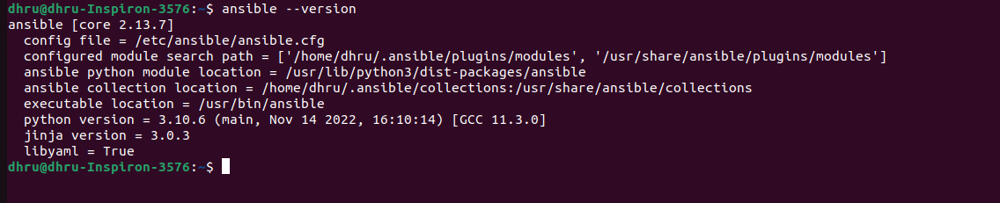 dhru@dhru-Inspiron-3576:~$ ansible --version
ansible [core 2.13.7]
  config file = /etc/ansible/ansible.cfg
  configured module search path = ['/home/dhru/.ansible/plugins/modules', '/usr/share/ansible/plugins/modules']
  ansible python module location = /usr/lib/python3/dist-packages/ansible
  ansible collection location = /home/dhru/.ansible/collections:/usr/share/ansible/collections
  executable location = /usr/bin/ansible
  python version = 3.10.6 (main, Nov 14 2022, 16:10:14) [GCC 11.3.0]
  jinja version = 3.0.3
  libyaml = True
dhru@dhru-Inspiron-3576:~$